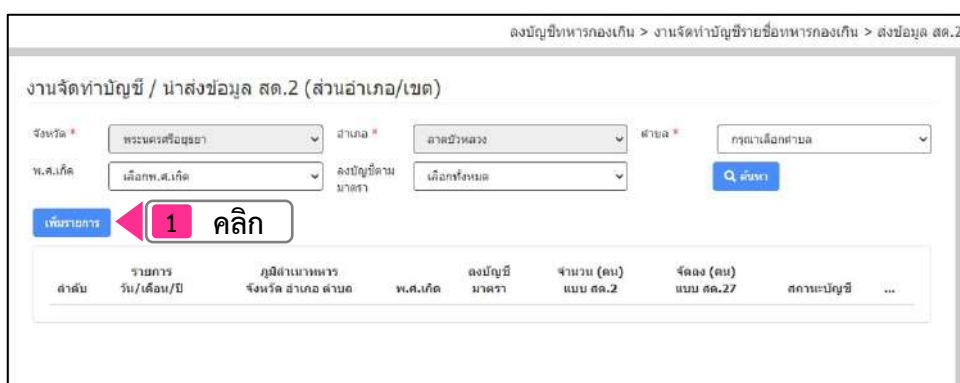 ลงบัญชีทหารกองเกิน > งานจัดทำบัญชีรายชื่อทหารกองเกิน > ส่งข้อมูล สด.2
งานจัดทำบัญชี / นำส่งข้อมูล สด.2 (ส่วนอำเภอ/เขต)
จังหวัด * พระนครศรีอยุธยา อำเภอ * ลาดบัวหลวง ตำบล * กรุณาเลือกตำบล
พ.ศ.เกิด เลือกพ.ศ.เกิด ลงบัญชีตาม เลือกทั้งหมด ค้นหา
มาตรา
เพิ่มรายการ 1 คลิก
รายการ ภูมิลำเนาทหาร ลงบัญชี จำนวน (คน) จัดลง (คน)
ลำดับ วัน/เดือน/ปี จังหวัด อำเภอ ตำบล พ.ศ.เกิด มาตรา แบบ สด.2 แบบ สด.27 สถานะบัญชี ...